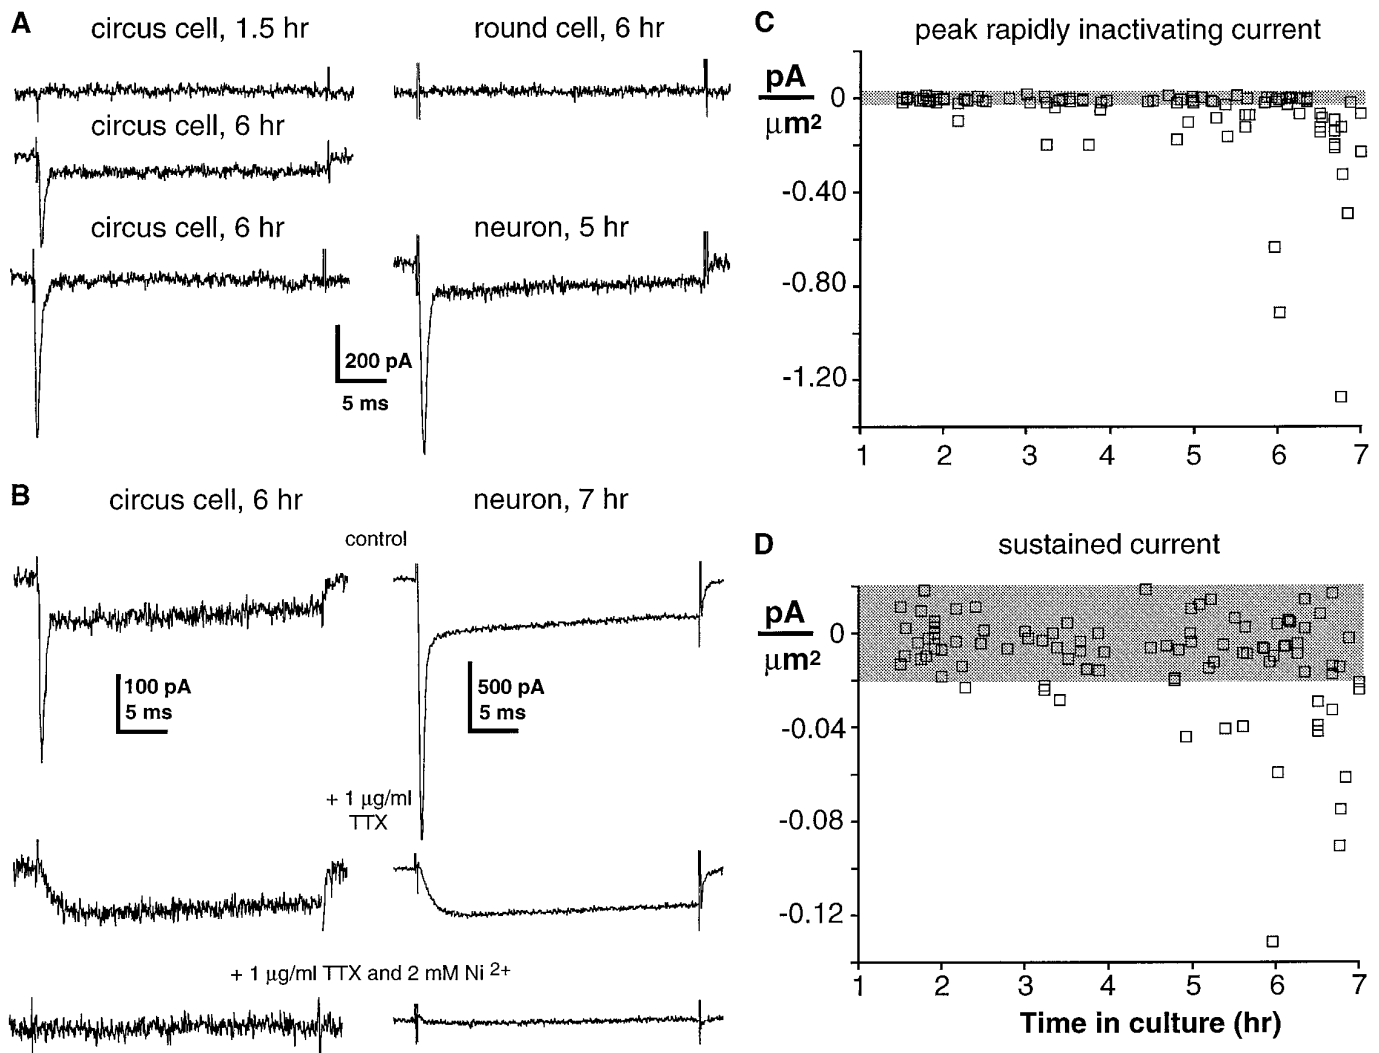 A
circus cell, 1.5 hr
round cell, 6 hr
circus cell, 6 hr
circus cell, 6 hr
neuron, 5 hr
200 pA
5 ms
B
circus cell, 6 hr
neuron, 7 hr
control
100 pA
5 ms
500 pA
5 ms
+ 1 μg/ml
TTX
+ 1 μg/ml TTX and 2 mM Ni 2+
C
peak rapidly inactivating current
pA
μm2
0
-0.40
-0.80
-1.20
1 2 3 4 5 6 7
D
sustained current
pA
μm2
0
-0.04
-0.08
-0.12
1 2 3 4 5 6 7
Time in culture (hr)